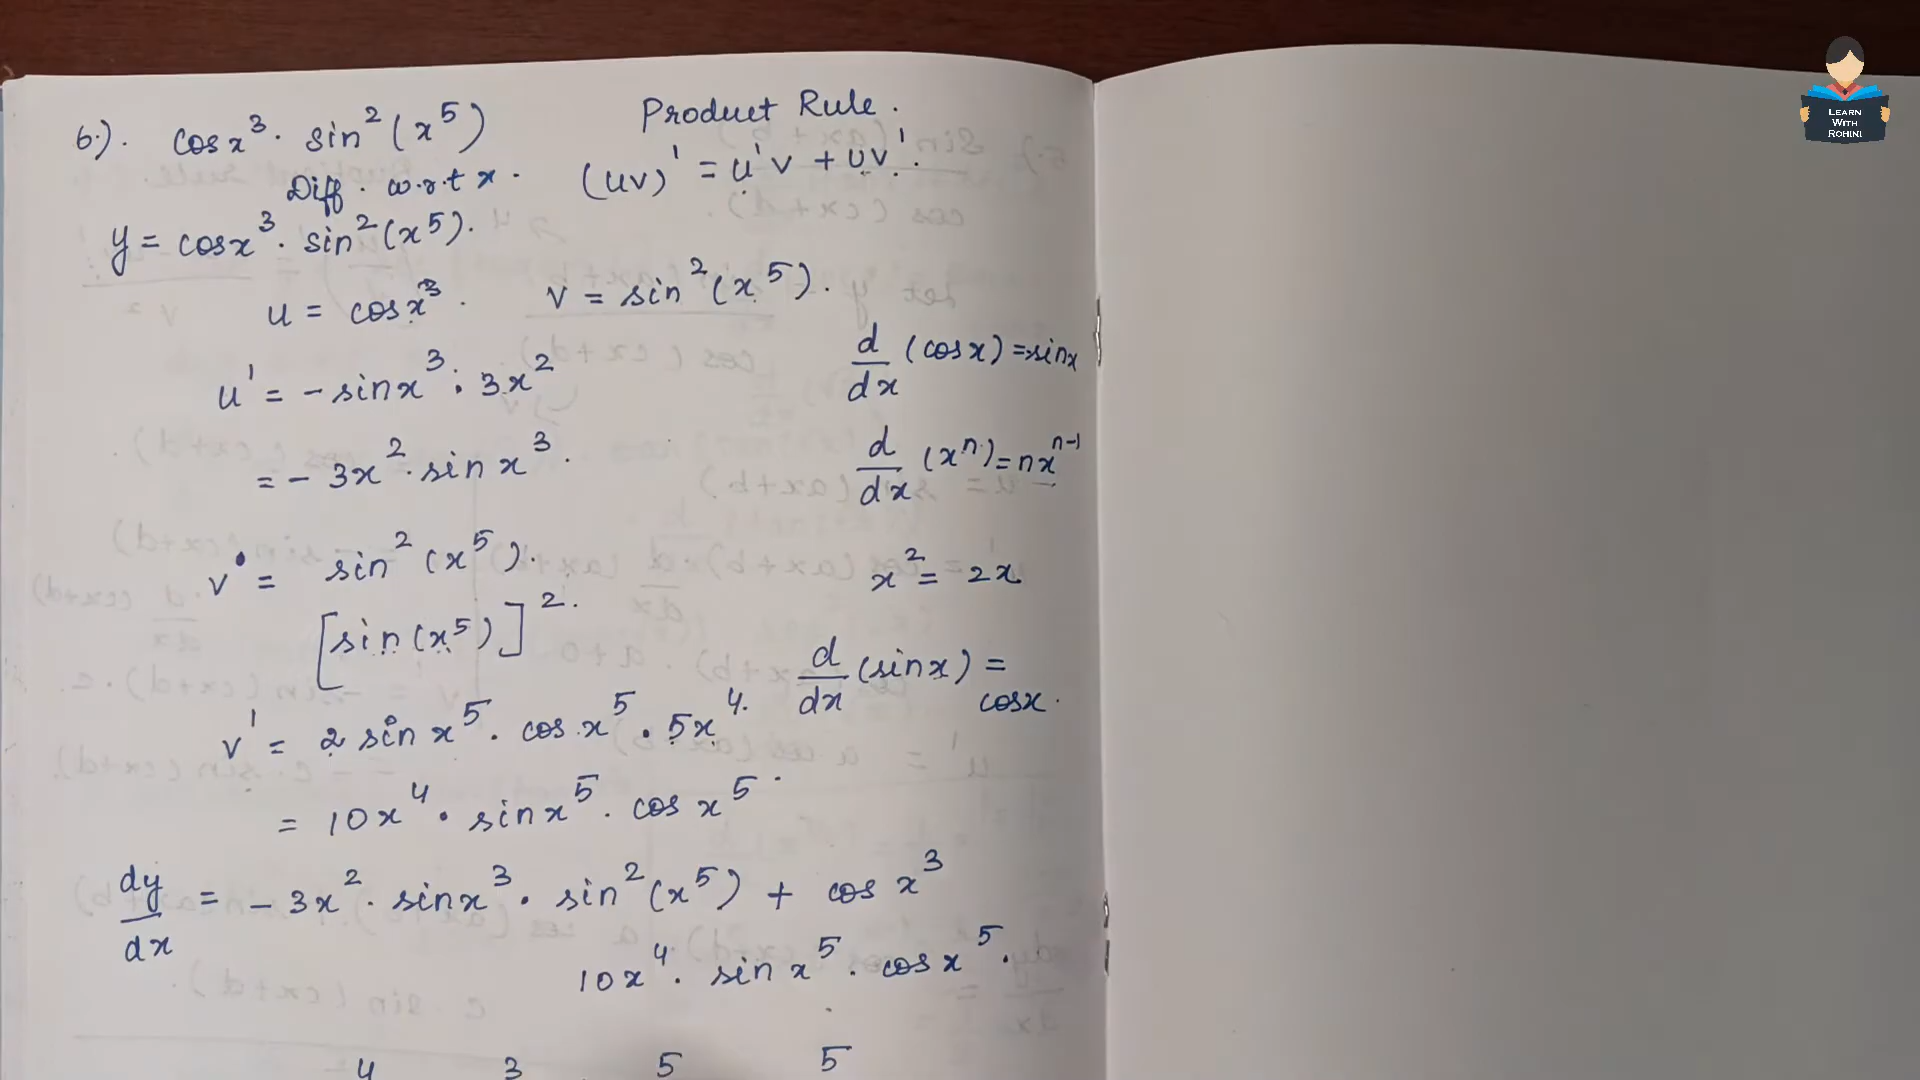 6). cos x³ · sin² (x⁵)
Product Rule.
Diff. w.r.t x.
(uv)' = u'v + uv'.
y = cos x³ · sin² (x⁵).
u = cos x³.
v = sin² (x⁵).
u' = - sin x³ · 3x²
d/dx (cos x) = -sin x
= - 3x² · sin x³.
d/dx (xⁿ) = nxⁿ⁻¹
v = sin² (x⁵).
x² = 2x
[sin (x⁵)]².
d/dx (sin x) =
cos x.
v' = 2 sin x⁵ · cos x⁵ · 5x⁴.
= 10x⁴ · sin x⁵ · cos x⁵.
dy/dx = - 3x² · sin x³ · sin² (x⁵) + cos x³
10x⁴ · sin x⁵ · cos x⁵.
LEARN
WITH
ROHINI